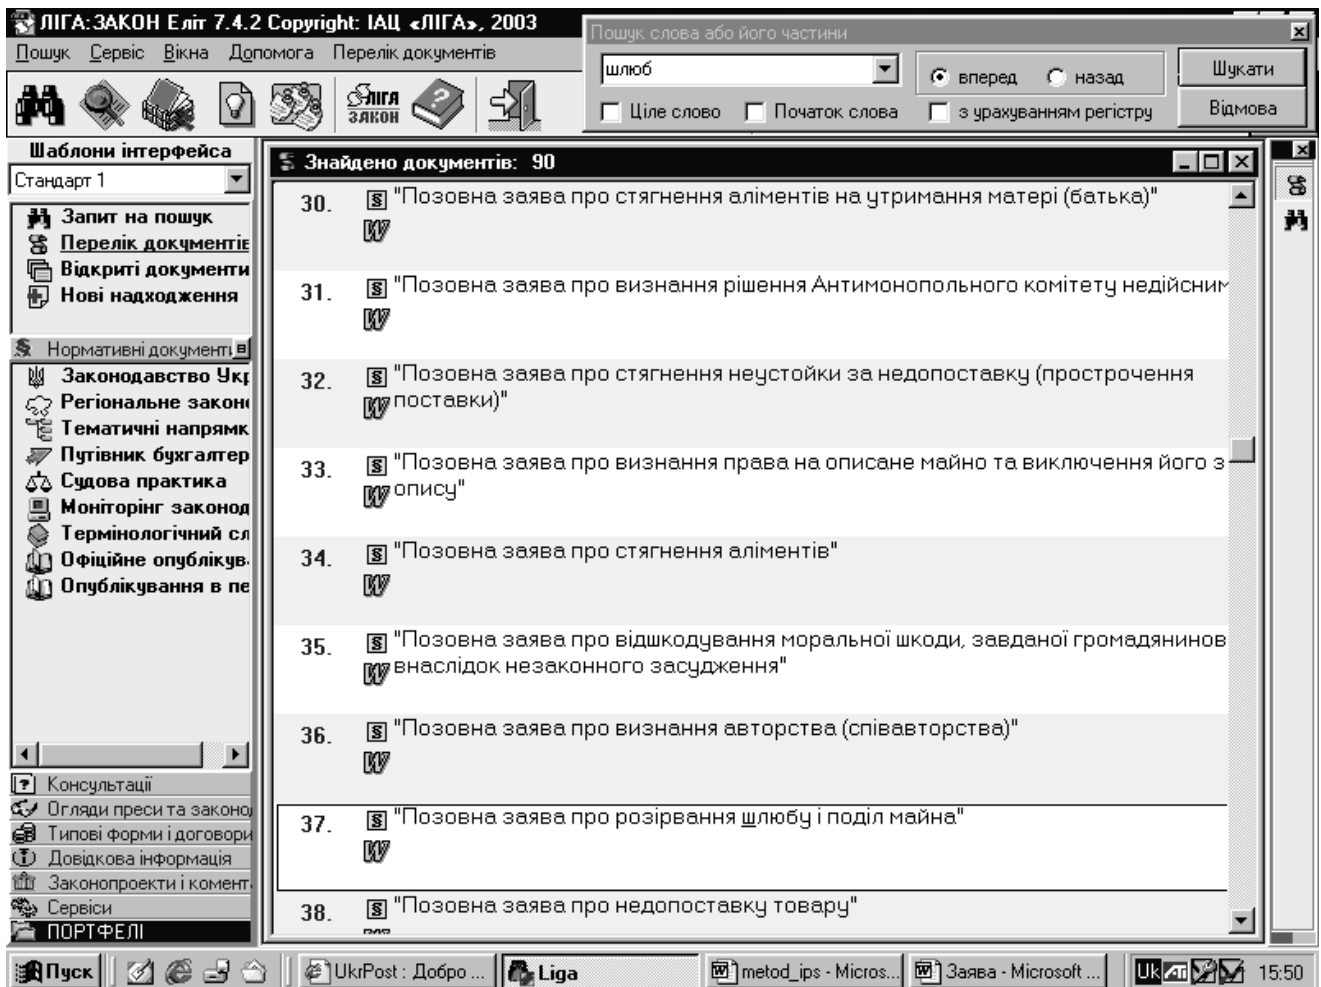 ЛІГА:ЗАКОН Еліт 7.4.2 Copyright: ІАЦ «ЛІГА», 2003
Пошук Сервіс Вікна Допомога Перелік документів
Пошук слова або його частини
шлюб
вперед назад
Шукати
Ціле слово Початок слова з урахуванням регістру
Відмова
ЛІГА
ЗАКОН
Шаблони інтерфейса
Стандарт 1
Запит на пошук
Перелік документів
Відкриті документи
Нові надходження
Нормативні документи
Законодавство Укр
Регіональне законо
Тематичні напрямк
Путівник бухгалтер
Судова практика
Моніторінг законод
Термінологічний сл
Офіційне опублікув
Опублікування в пе
Консультації
Огляди преси та законод
Типові форми і договори
Довідкова інформація
Законопроекти і комент
Сервіси
ПОРТФЕЛІ
Знайдено документів: 90
30. "Позовна заява про стягнення аліментів на утримання матері (батька)"
31. "Позовна заява про визнання рішення Антимонопольного комітету недійсним
32. "Позовна заява про стягнення неустойки за недопоставку (прострочення
поставки)"
33. "Позовна заява про визнання права на описане майно та виключення його з
опису"
34. "Позовна заява про стягнення аліментів"
35. "Позовна заява про відшкодування моральної шкоди, завданої громадянинов
внаслідок незаконного засудження"
36. "Позовна заява про визнання авторства (співавторства)"
37. "Позовна заява про розірвання шлюбу і поділ майна"
38. "Позовна заява про недопоставку товару"
Пуск UkrPost : Добро ... Liga metod_ips - Micros... Заява - Microsoft ... Uk 15:50